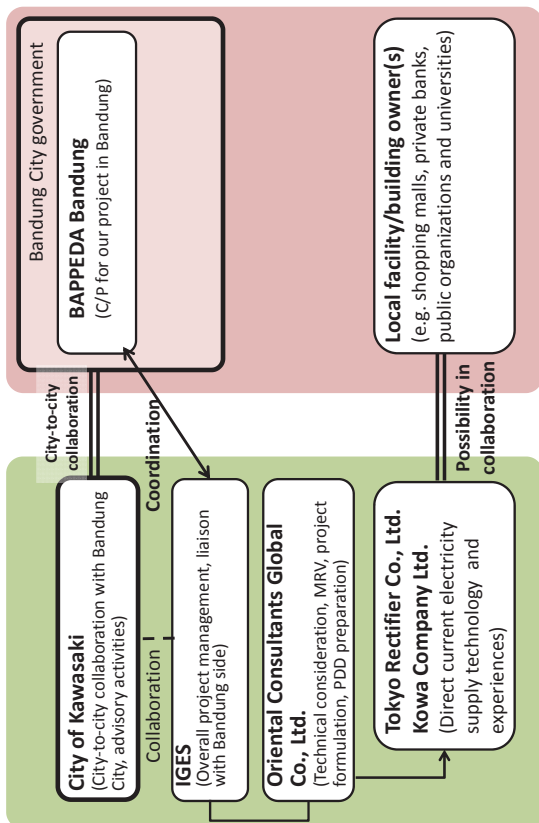 City of Kawasaki
(City-to-city collaboration with Bandung
City, advisory activities)
Collaboration
IGES
(Overall project management, liaison
with Bandung side)
Oriental Consultants Global
Co., Ltd.
(Technical consideration, MRV, project
formulation, PDD preparation)
Tokyo Rectifier Co., Ltd.
Kowa Company Ltd.
(Direct current electricity
supply technology and
experiences)
City-to-city
collaboration
Coordination
Possibility in
collaboration
Bandung City government
BAPPEDA Bandung
(C/P for our project in Bandung)
Local facility/building owner(s)
(e.g. shopping malls, private banks,
public organizations and universities)